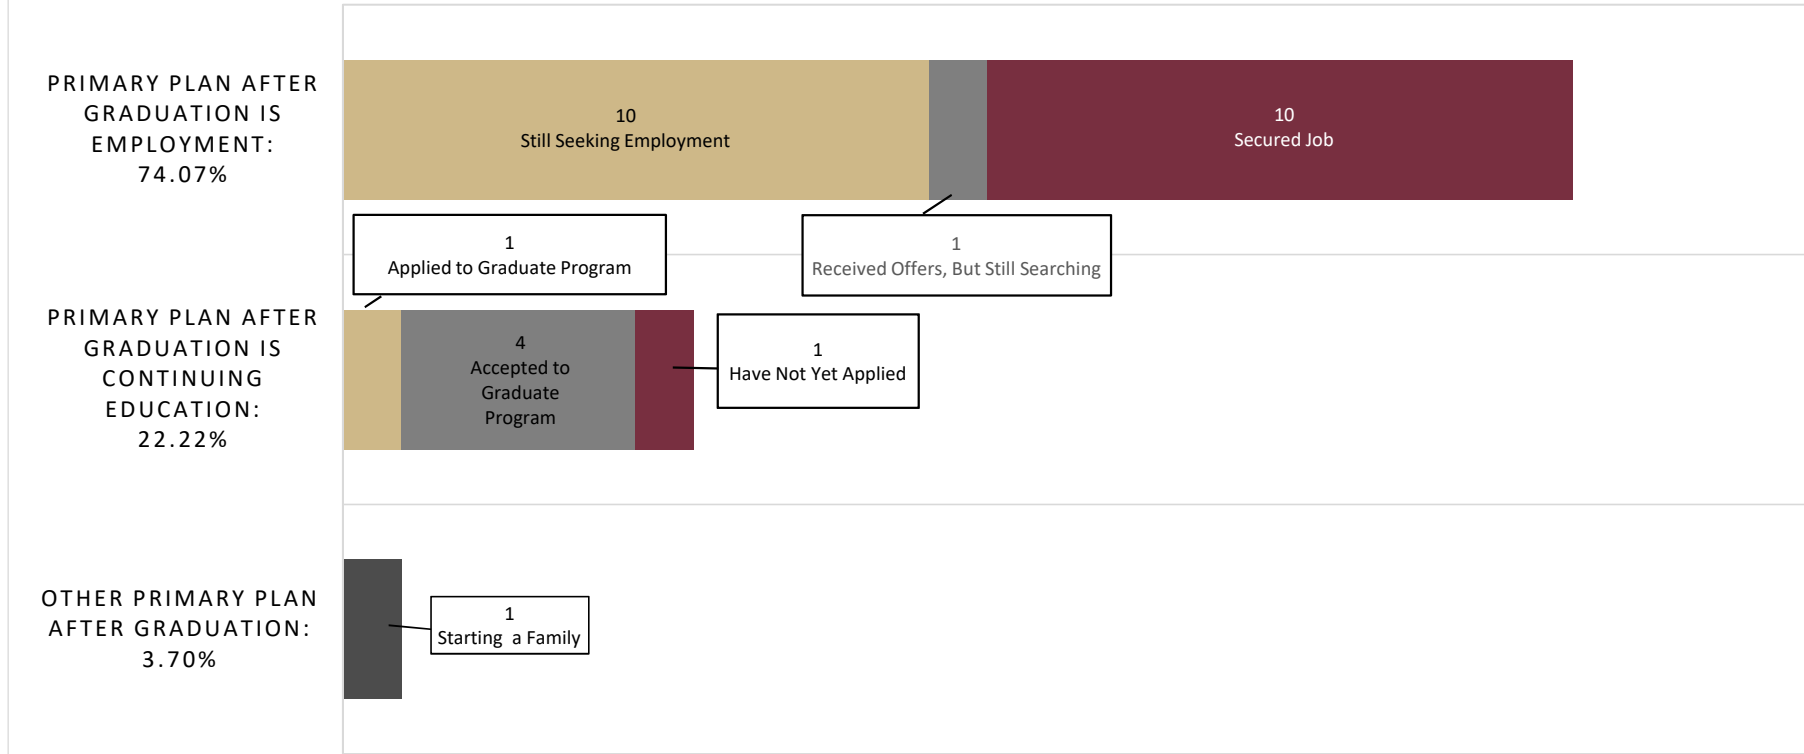 PRIMARY PLAN AFTER
GRADUATION IS
EMPLOYMENT:
74.07%
10
Still Seeking Employment
10
Secured Job
1
Applied to Graduate Program
1
Received Offers, But Still Searching
PRIMARY PLAN AFTER
GRADUATION IS
CONTINUING
EDUCATION:
22.22%
4
Accepted to
Graduate
Program
1
Have Not Yet Applied
OTHER PRIMARY PLAN
AFTER GRADUATION:
3.70%
1
Starting  a Family